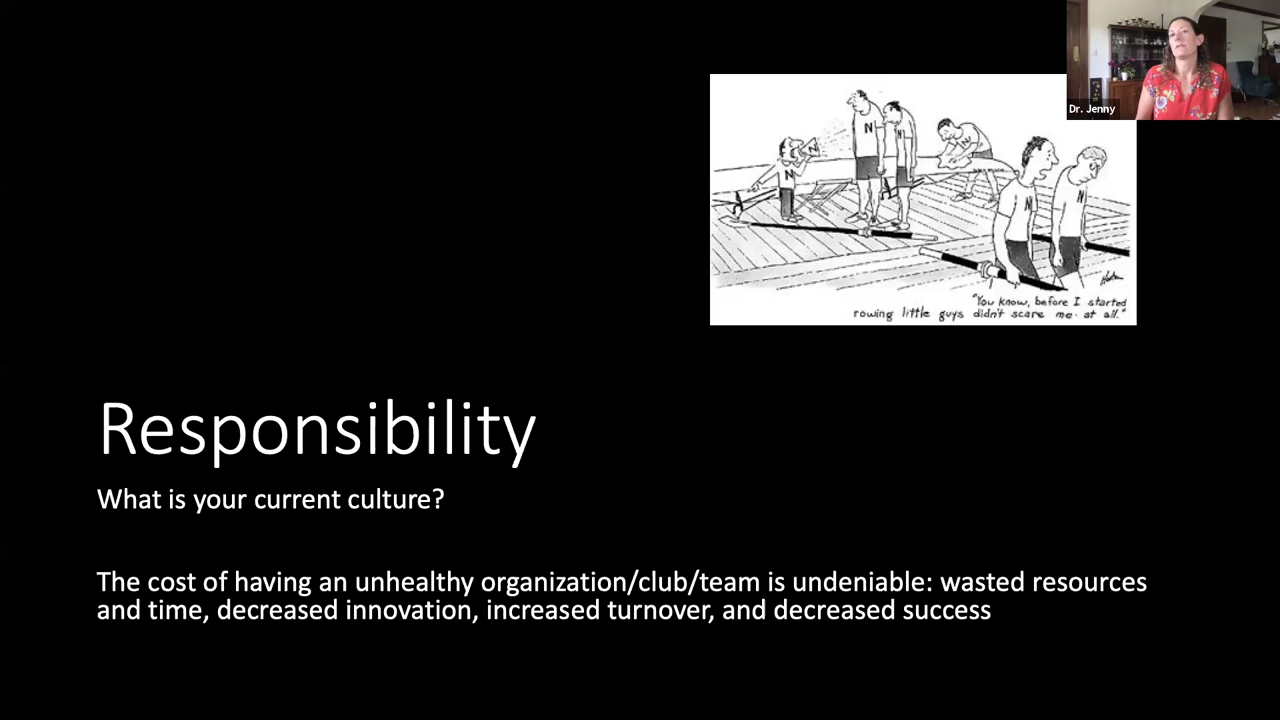 Dr. Jenny
N
N
N
N
N
N
"You know, before I started
rowing little guys didn't scare me at all."
Responsibility
What is your current culture?
The cost of having an unhealthy organization/club/team is undeniable: wasted resources
and time, decreased innovation, increased turnover, and decreased success